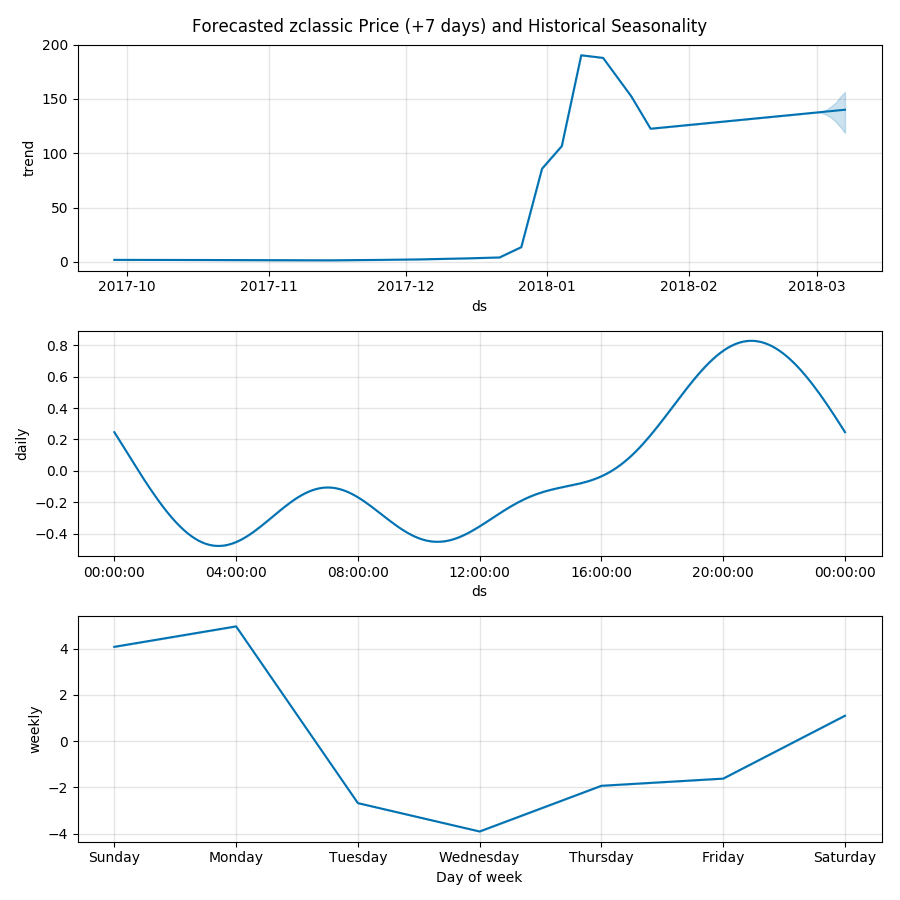 Forecasted zclassic Price (+7 days) and Historical Seasonality
200
150
100
50
0
trend
2017-10 2017-11 2017-12 2018-01 2018-02 2018-03
ds
0.8
0.6
0.4
0.2
0.0
−0.2
−0.4
daily
00:00:00 04:00:00 08:00:00 12:00:00 16:00:00 20:00:00 00:00:00
ds
4
2
0
−2
−4
weekly
Sunday Monday Tuesday Wednesday Thursday Friday Saturday
Day of week